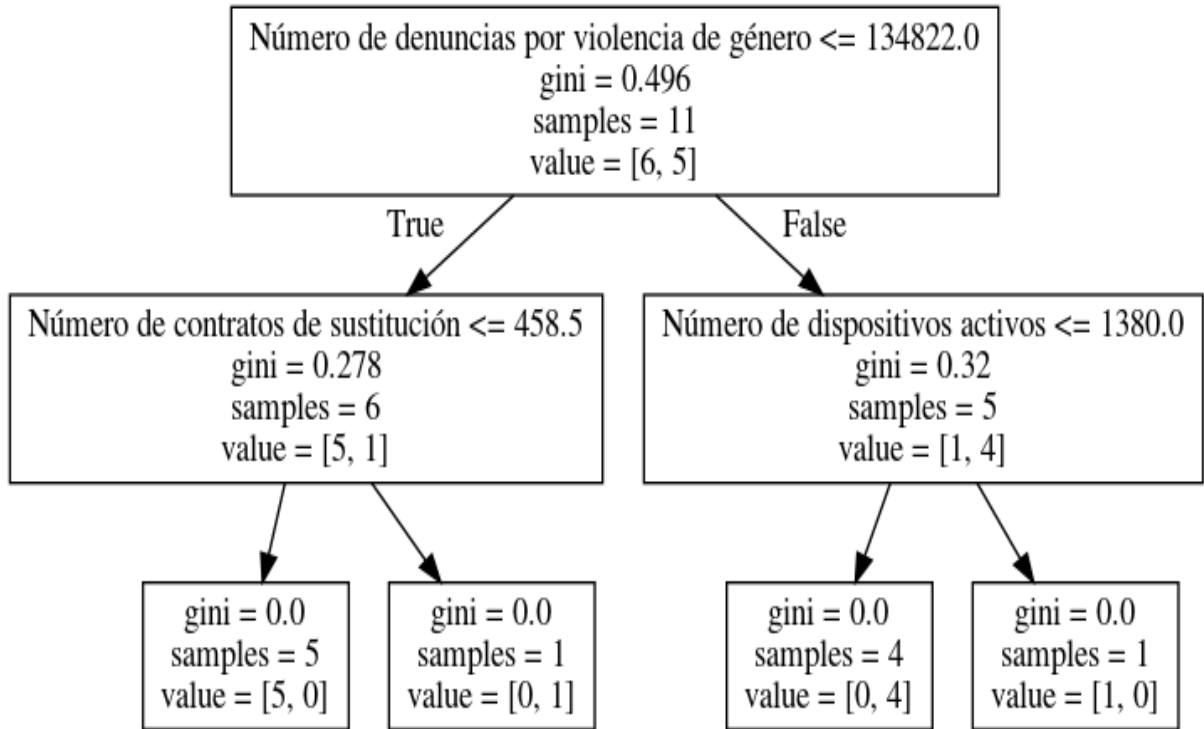 Número de denuncias por violencia de género <= 134822.0
gini = 0.496
samples = 11
value = [6, 5]
True
False
Número de contratos de sustitución <= 458.5
gini = 0.278
samples = 6
value = [5, 1]
Número de dispositivos activos <= 1380.0
gini = 0.32
samples = 5
value = [1, 4]
gini = 0.0
samples = 5
value = [5, 0]
gini = 0.0
samples = 1
value = [0, 1]
gini = 0.0
samples = 4
value = [0, 4]
gini = 0.0
samples = 1
value = [1, 0]